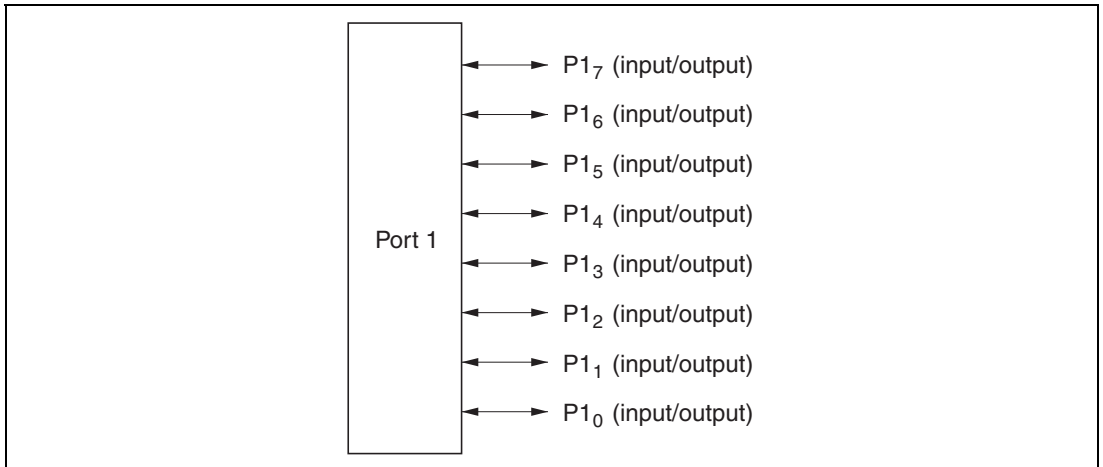 P1₇ (input/output)
P1₆ (input/output)
P1₅ (input/output)
P1₄ (input/output)
Port 1
P1₃ (input/output)
P1₂ (input/output)
P1₁ (input/output)
P1₀ (input/output)